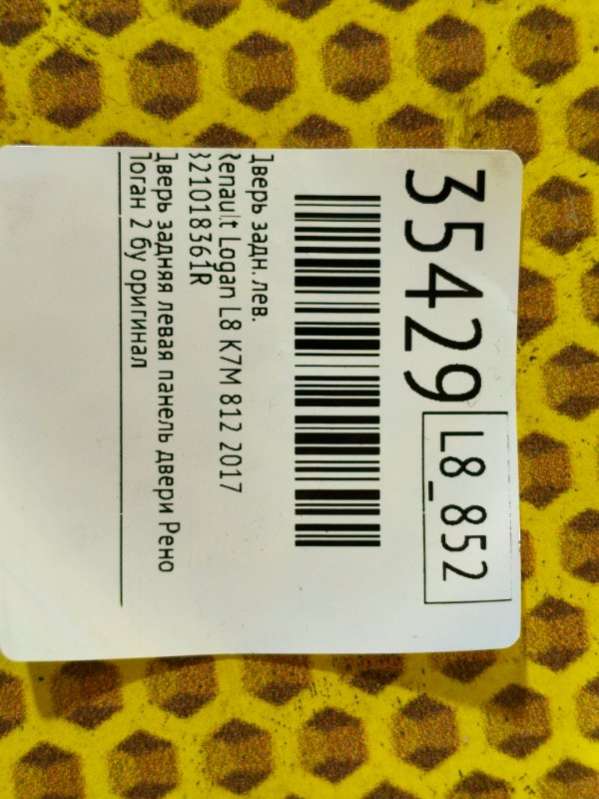 35429 L8_852
Дверь задн. лев.
Renault Logan L8 K7M 812 2017
821018361R
Дверь задняя левая панель двери Рено
Логан 2 бу оригинал